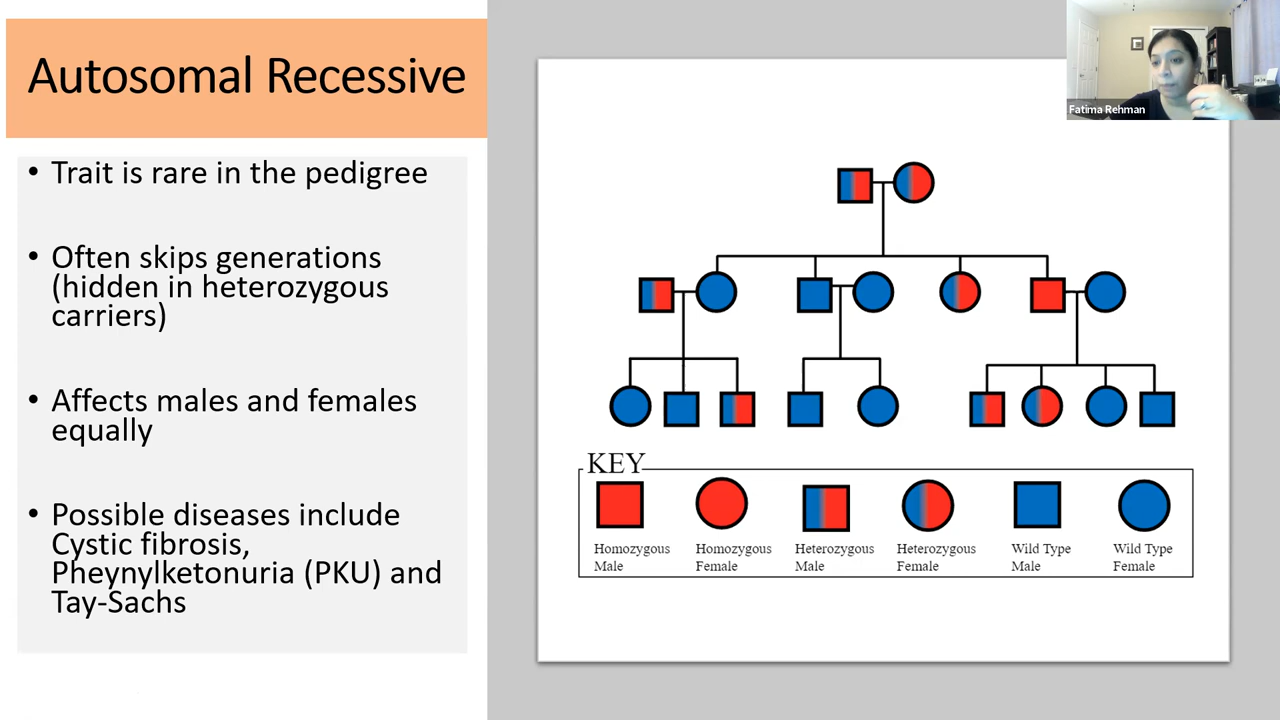 Autosomal Recessive
• Trait is rare in the pedigree
• Often skips generations
(hidden in heterozygous
carriers)
• Affects males and females
equally
• Possible diseases include
Cystic fibrosis,
Pheynylketonuria (PKU) and
Tay-Sachs
Fatima Rehman
KEY
Homozygous
Male
Homozygous
Female
Heterozygous
Male
Heterozygous
Female
Wild Type
Male
Wild Type
Female